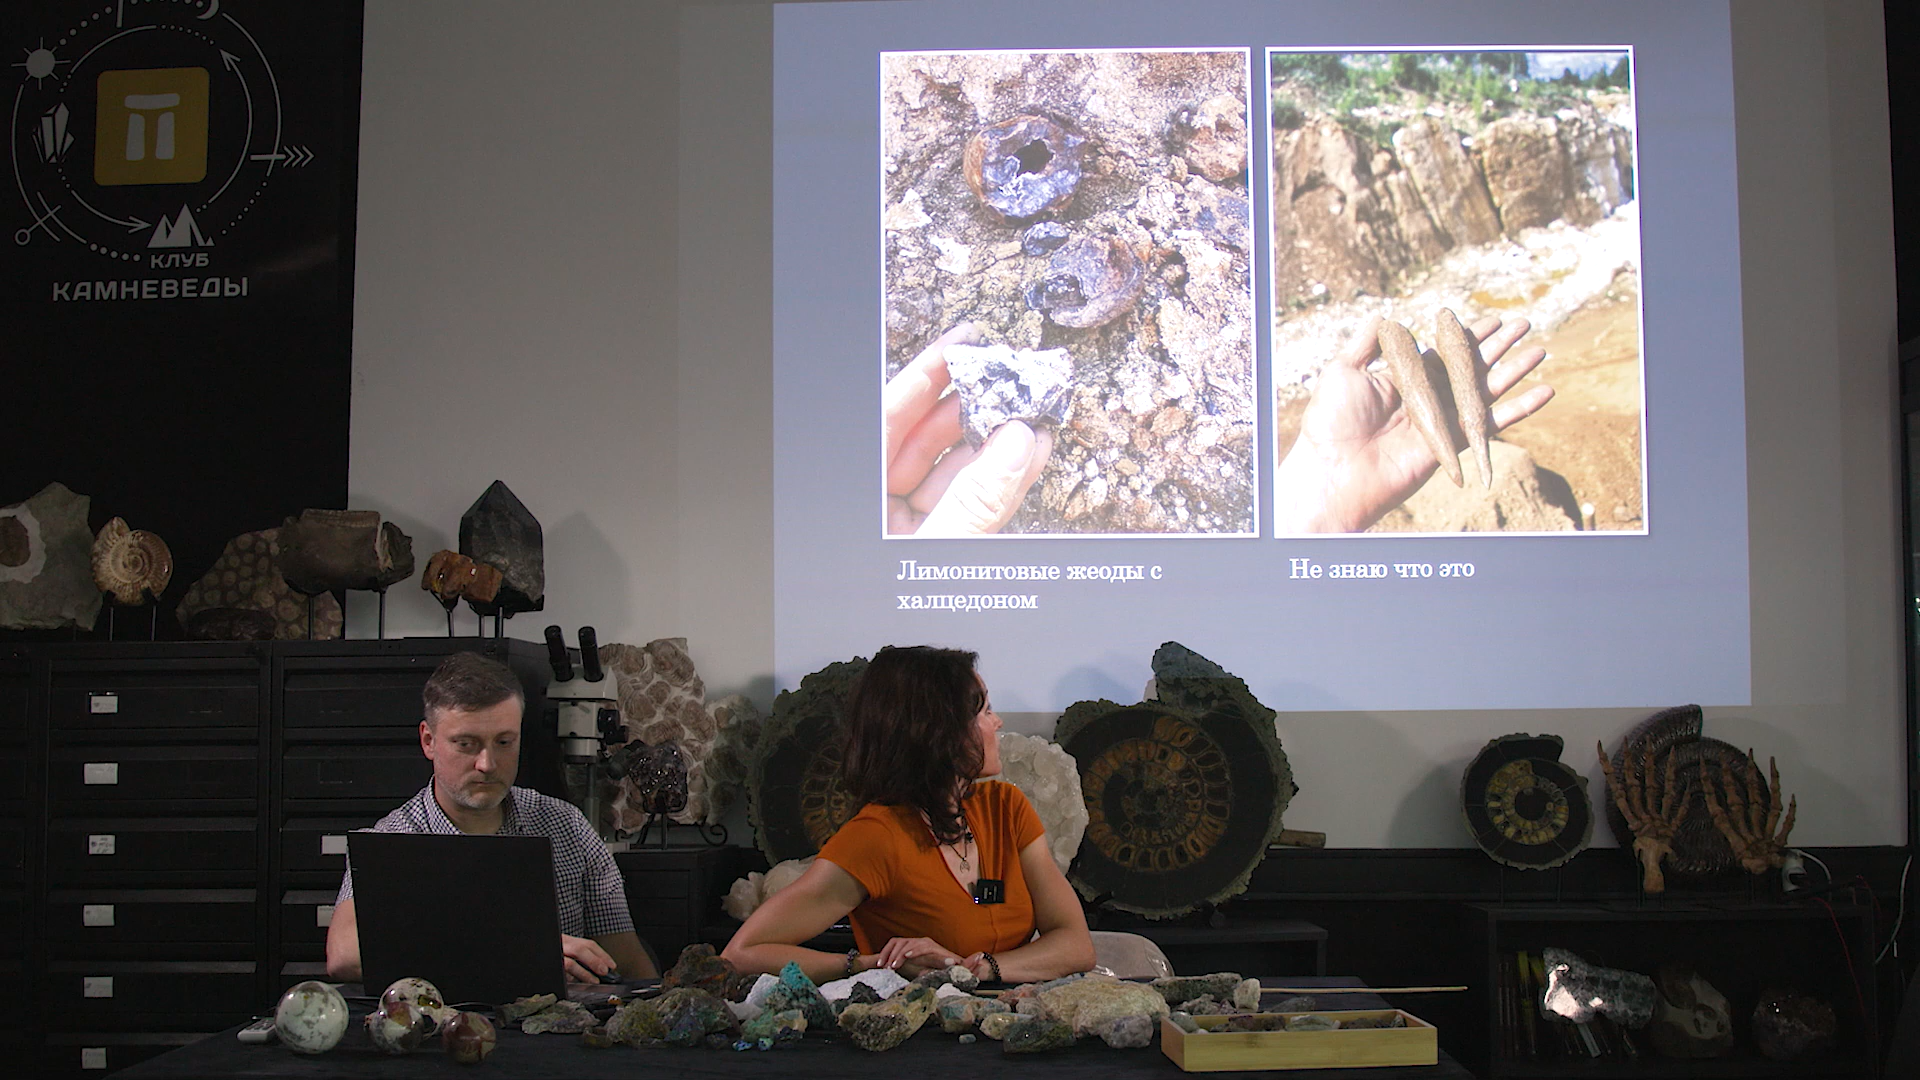 КЛУБ
КАМНЕВЕДЫ
Лимонитовые жеоды с
халцедоном
Не знаю что это